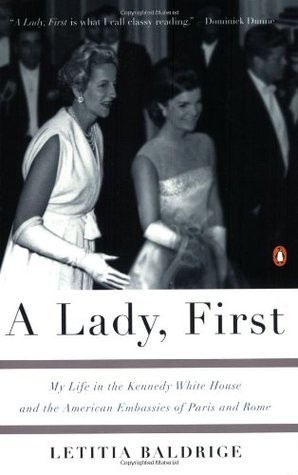 "A Lady, First is what I call classy reading." – Dominick Dunne
A Lady, First
My Life in the Kennedy White House
and the American Embassies of Paris and Rome
LETITIA BALDRIGE